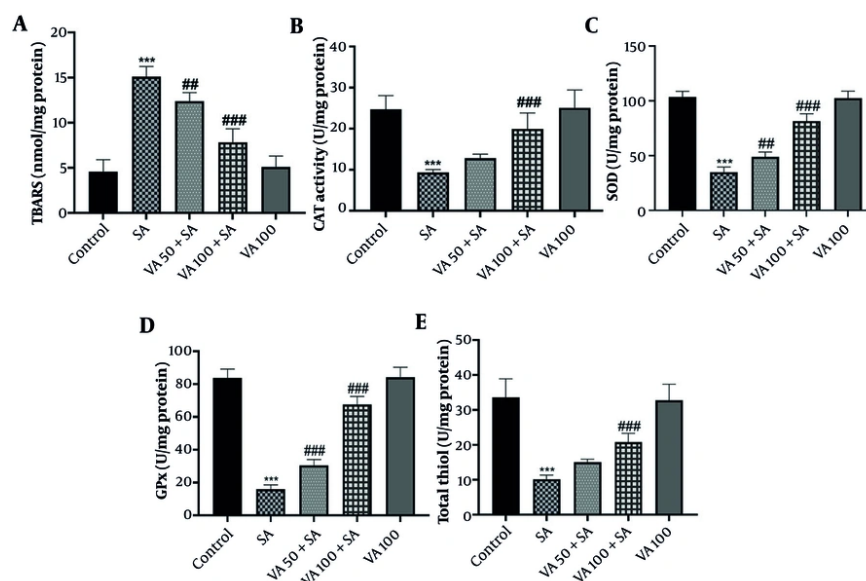 A
TBARS (nmol/mg protein)
20
15
10
5
0
***
##
###
Control
SA
VA 50 + SA
VA 100 + SA
VA 100
B
CAT activity (U/mg protein)
40
30
20
10
0
***
###
Control
SA
VA 50 + SA
VA 100 + SA
VA 100
C
SOD (U/mg protein)
150
100
50
0
***
##
###
Control
SA
VA 50 + SA
VA 100 + SA
VA 100
D
GPx (U/mg protein)
100
80
60
40
20
0
***
###
###
Control
SA
VA 50 + SA
VA 100 + SA
VA 100
E
Total thiol (U/mg protein)
50
40
30
20
10
0
***
###
Control
SA
VA 50 + SA
VA 100 + SA
VA 100